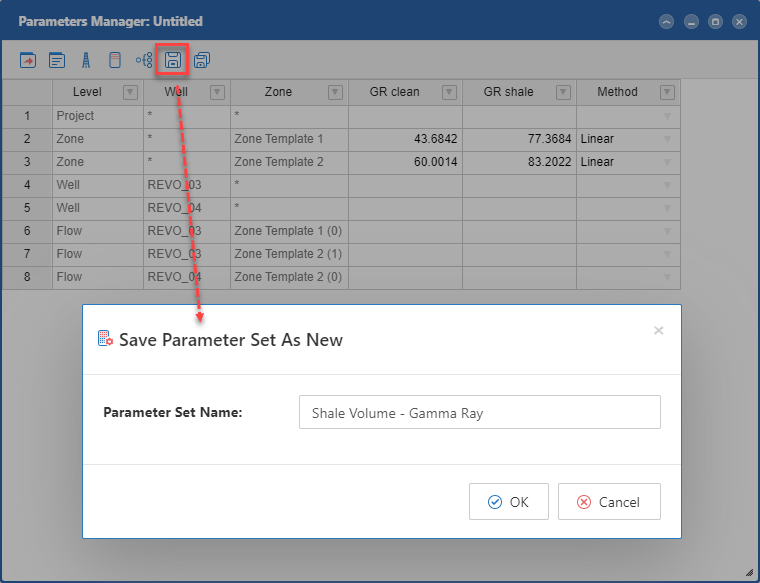 Parameters Manager: Untitled
Level Well Zone GR clean GR shale Method
1 Project * *
2 Zone * Zone Template 1 43.6842 77.3684 Linear
3 Zone * Zone Template 2 60.0014 83.2022 Linear
4 Well REVO_03 *
5 Well REVO_04 *
6 Flow REVO_03 Zone Template 1 (0)
7 Flow REVO_03 Zone Template 2 (1)
8 Flow REVO_04 Zone Template 2 (0)
Save Parameter Set As New
Parameter Set Name: Shale Volume - Gamma Ray
OK Cancel